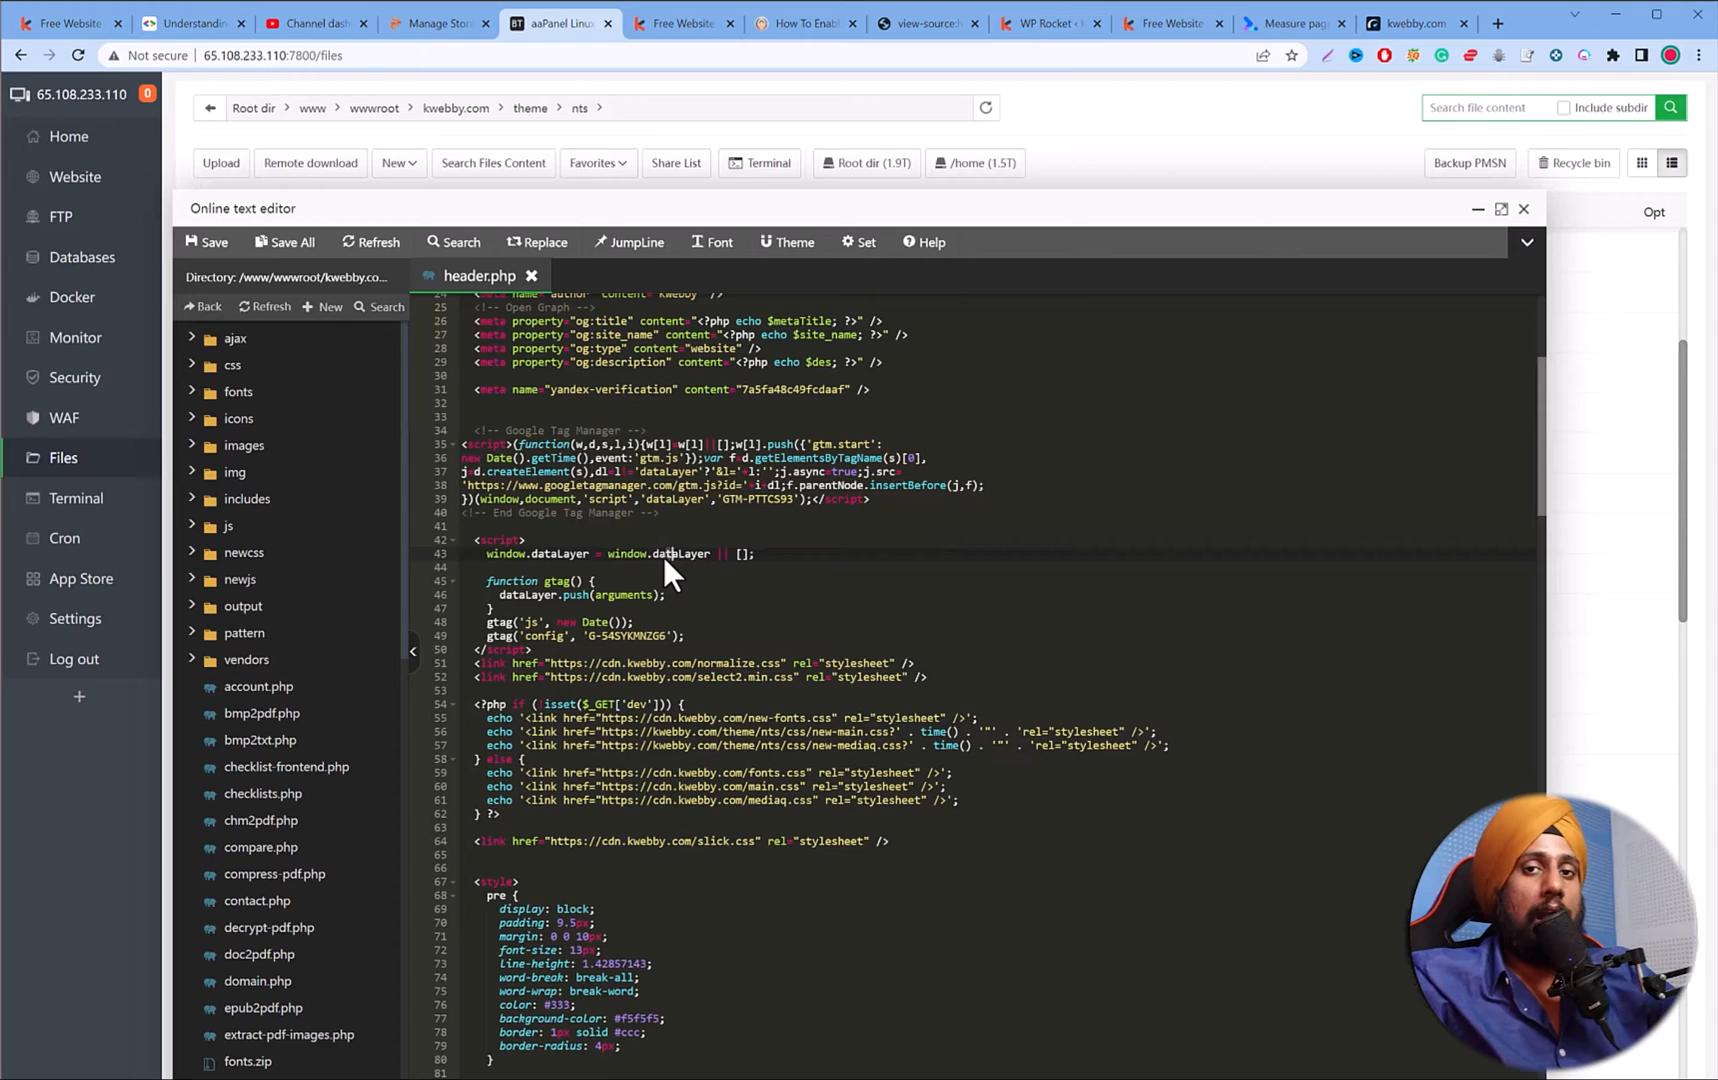 Free Website
Understanding
Channel dash
Manage Stor
aaPanel Linux
Free Website
How To Enabl
view-source:h
WP Rocket ‹ K
Free Website
Measure pag
kwebby.com
Not secure
65.108.233.110:7800/files
65.108.233.110
0
Root dir
www
wwwroot
kwebby.com
theme
nts
Search file content
Include subdir
Home
Website
FTP
Databases
Docker
Monitor
Security
WAF
Files
Terminal
Cron
App Store
Settings
Log out
Upload
Remote download
New
Search Files Content
Favorites
Share List
Terminal
Root dir (1.9T)
/home (1.5T)
Backup PMSN
Recycle bin
Opt
Online text editor
Save
Save All
Refresh
Search
Replace
JumpLine
Font
Theme
Set
Help
Directory: /www/wwwroot/kwebby.co...
header.php
Back
Refresh
New
Search
ajax
css
fonts
icons
images
img
includes
js
newcss
newjs
output
pattern
vendors
account.php
bmp2pdf.php
bmp2txt.php
checklist-frontend.php
checklists.php
chm2pdf.php
compare.php
compress-pdf.php
contact.php
decrypt-pdf.php
doc2pdf.php
domain.php
epub2pdf.php
extract-pdf-images.php
fonts.zip
24 <meta name="author" content="kwebby" />
25 <!-- Open Graph -->
26 <meta property="og:title" content="<?php echo $metaTitle; ?>" />
27 <meta property="og:site_name" content="<?php echo $site_name; ?>" />
28 <meta property="og:type" content="website" />
29 <meta property="og:description" content="<?php echo $des; ?>" />
30
31 <meta name="yandex-verification" content="7a5fa48c49fcdaaf" />
32
33
34 <!-- Google Tag Manager -->
35 <script>(function(w,d,s,l,i){w[l]=w[l]||[];w[l].push({'gtm.start':
36 new Date().getTime(),event:'gtm.js'});var f=d.getElementsByTagName(s)[0],
37 j=d.createElement(s),dl=l!='dataLayer'?'&l='+l:'';j.async=true;j.src=
38 'https://www.googletagmanager.com/gtm.js?id='+i+dl;f.parentNode.insertBefore(j,f);
39 })(window,document,'script','dataLayer','GTM-PTTCS93');</script>
40 <!-- End Google Tag Manager -->
41
42 <script>
43 window.dataLayer = window.dataLayer || [];
44
45 function gtag() {
46 dataLayer.push(arguments);
47 }
48 gtag('js', new Date());
49 gtag('config', 'G-54SYKMNZG6');
50 </script>
51 <link href="https://cdn.kwebby.com/normalize.css" rel="stylesheet" />
52 <link href="https://cdn.kwebby.com/select2.min.css" rel="stylesheet" />
53
54 <?php if (!isset($_GET['dev'])) {
55 echo '<link href="https://cdn.kwebby.com/new-fonts.css" rel="stylesheet" />';
56 echo '<link href="https://kwebby.com/theme/nts/css/new-main.css?' . time() . '"' . 'rel="stylesheet" />';
57 echo '<link href="https://kwebby.com/theme/nts/css/new-mediaq.css?' . time() . '"' . 'rel="stylesheet" />';
58 } else {
59 echo '<link href="https://cdn.kwebby.com/fonts.css" rel="stylesheet" />';
60 echo '<link href="https://cdn.kwebby.com/main.css" rel="stylesheet" />';
61 echo '<link href="https://cdn.kwebby.com/mediaq.css" rel="stylesheet" />';
62 } ?>
63
64 <link href="https://cdn.kwebby.com/slick.css" rel="stylesheet" />
65
66
67 <style>
68 pre {
69 display: block;
70 padding: 9.5px;
71 margin: 0 0 10px;
72 font-size: 13px;
73 line-height: 1.42857143;
74 word-break: break-all;
75 word-wrap: break-word;
76 color: #333;
77 background-color: #f5f5f5;
78 border: 1px solid #ccc;
79 border-radius: 4px;
80 }
81